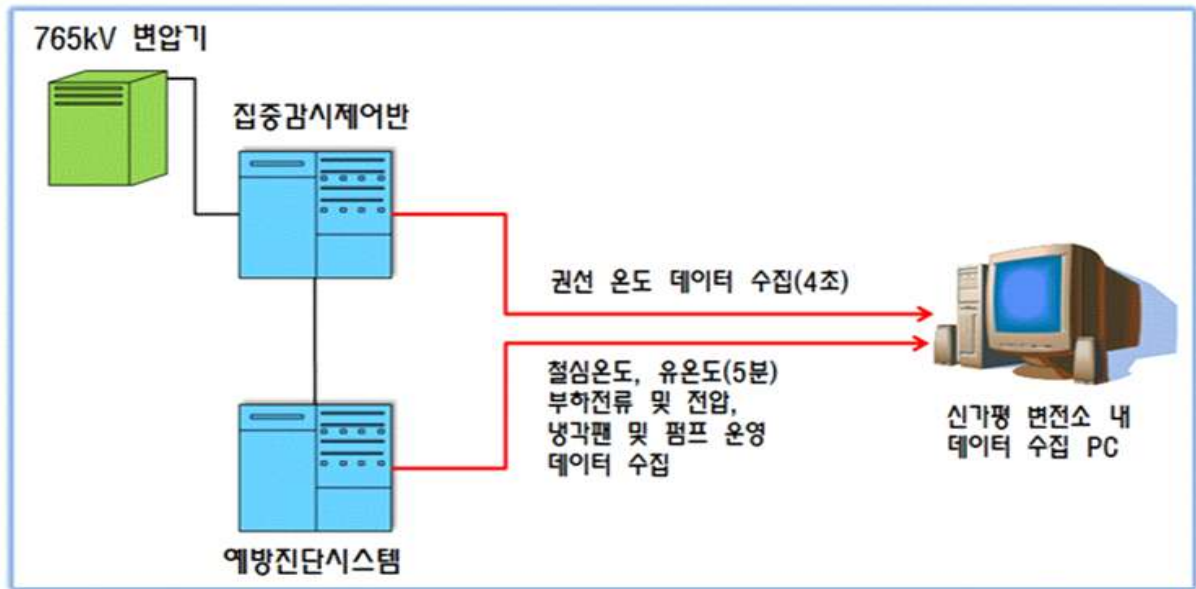 765kV 변압기
집중감시제어반
권선 온도 데이터 수집(4초)
철심온도, 유온도(5분)
부하전류 및 전압,
냉각팬 및 펌프 운영
데이터 수집
신가평 변전소 내
데이터 수집 PC
예방진단시스템